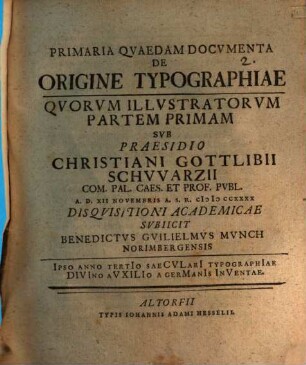 PRIMARIA QVAEDAM DOCVMENTA
DE 2.
ORIGINE TYPOGRAPHIAE
QVORVM ILLVSTRATORVM
PARTEM PRIMAM
SVB
PRAESIDIO
CHRISTIANI GOTTLIBII
SCHVVARZII
COM. PAL. CAES. ET PROF. PVBL.
A. D. XII NOVEMBRIS A. S. R. CIƆ IƆ CCXXXX
DISQVISITIONI ACADEMICAE
SVBIICIT
BENEDICTVS GVILIELMVS MVNCH
NORIMBERGENSIS
IPSO ANNO TERTIO SAECVLARI TYPOGRAPHIAE
DIVINO AVXILIO A GERMANIS INVENTAE.
ALTORFII
TYPIS IOHANNIS ADAMI HESSELII.